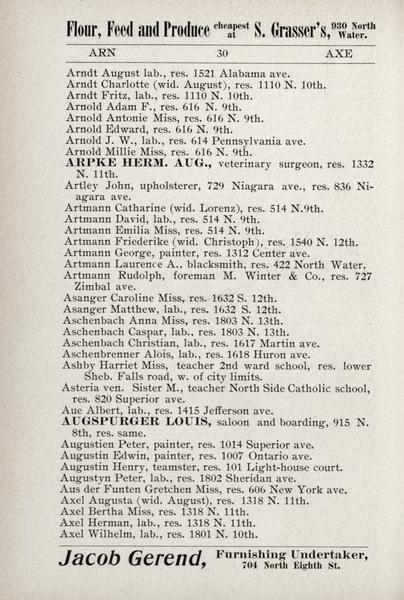 Flour, Feed and Produce cheapest at S. Grasser's, 930 North Water.
ARN 30 AXE
Arndt August lab., res. 1521 Alabama ave.
Arndt Charlotte (wid. August), res. 1110 N. 10th.
Arndt Fritz, lab., res. 1110 N. 10th.
Arnold Adam F., res. 616 N. 9th.
Arnold Antonie Miss, res. 616 N. 9th.
Arnold Edward, res. 616 N. 9th.
Arnold J. W., lab., res. 614 Pennsylvania ave.
Arnold Millie Miss, res. 616 N. 9th.
ARPKE HERM. AUG., veterinary surgeon, res. 1332
N. 11th.
Artley John, upholsterer, 729 Niagara ave., res. 836 Ni-
agara ave.
Artmann Catharine (wid. Lorenz), res. 514 N.9th.
Artmann David, lab., res. 514 N. 9th.
Artmann Emilia Miss, res. 514 N. 9th.
Artmann Friederike (wid. Christoph), res. 1540 N. 12th.
Artmann George, painter, res. 1312 Center ave.
Artmann Laurence A., blacksmith, res. 422 North Water.
Artmann Rudolph, foreman M. Winter & Co., res. 727
Zimbal ave.
Asanger Caroline Miss, res. 1632 S. 12th.
Asanger Matthew, lab., res. 1632 S. 12th.
Aschenbach Anna Miss, res. 1803 N. 13th.
Aschenbach Caspar, lab., res. 1803 N. 13th.
Aschenbach Christian, lab., res. 1617 Martin ave.
Aschenbrenner Alois, lab., res. 1618 Huron ave.
Ashby Harriet Miss, teacher 2nd ward school, res. lower
Sheb. Falls road, w. of city limits.
Asteria ven. Sister M., teacher North Side Catholic school,
res. 820 Superior ave.
Aue Albert, lab., res. 1415 Jefferson ave.
AUGSPURGER LOUIS, saloon and boarding, 915 N.
8th, res. same.
Augustien Peter, painter, res. 1014 Superior ave.
Augustin Edwin, painter, res. 1007 Ontario ave.
Augustin Henry, teamster, res. 101 Light-house court.
Augustyn Peter, lab., res. 1802 Sheridan ave.
Aus der Funten Gretchen Miss, res. 606 New York ave.
Axel Augusta (wid. August), res. 1318 N. 11th.
Axel Bertha Miss, res. 1318 N. 11th.
Axel Herman, lab., res. 1318 N. 11th.
Axel Wilhelm, lab., res. 1801 N. 10th.
Jacob Gerend, Furnishing Undertaker,
704 North Eighth St.